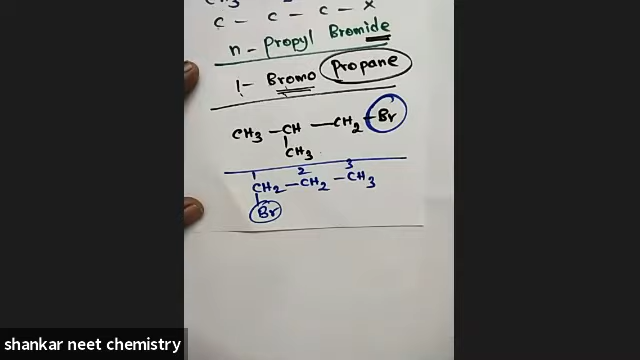 CH3
C - C - C - X
n - Propyl Bromide
1- Bromo Propane
CH3 - CH - CH2 - Br
CH3
1 2 3
CH2 - CH2 - CH3
Br
shankar neet chemistry